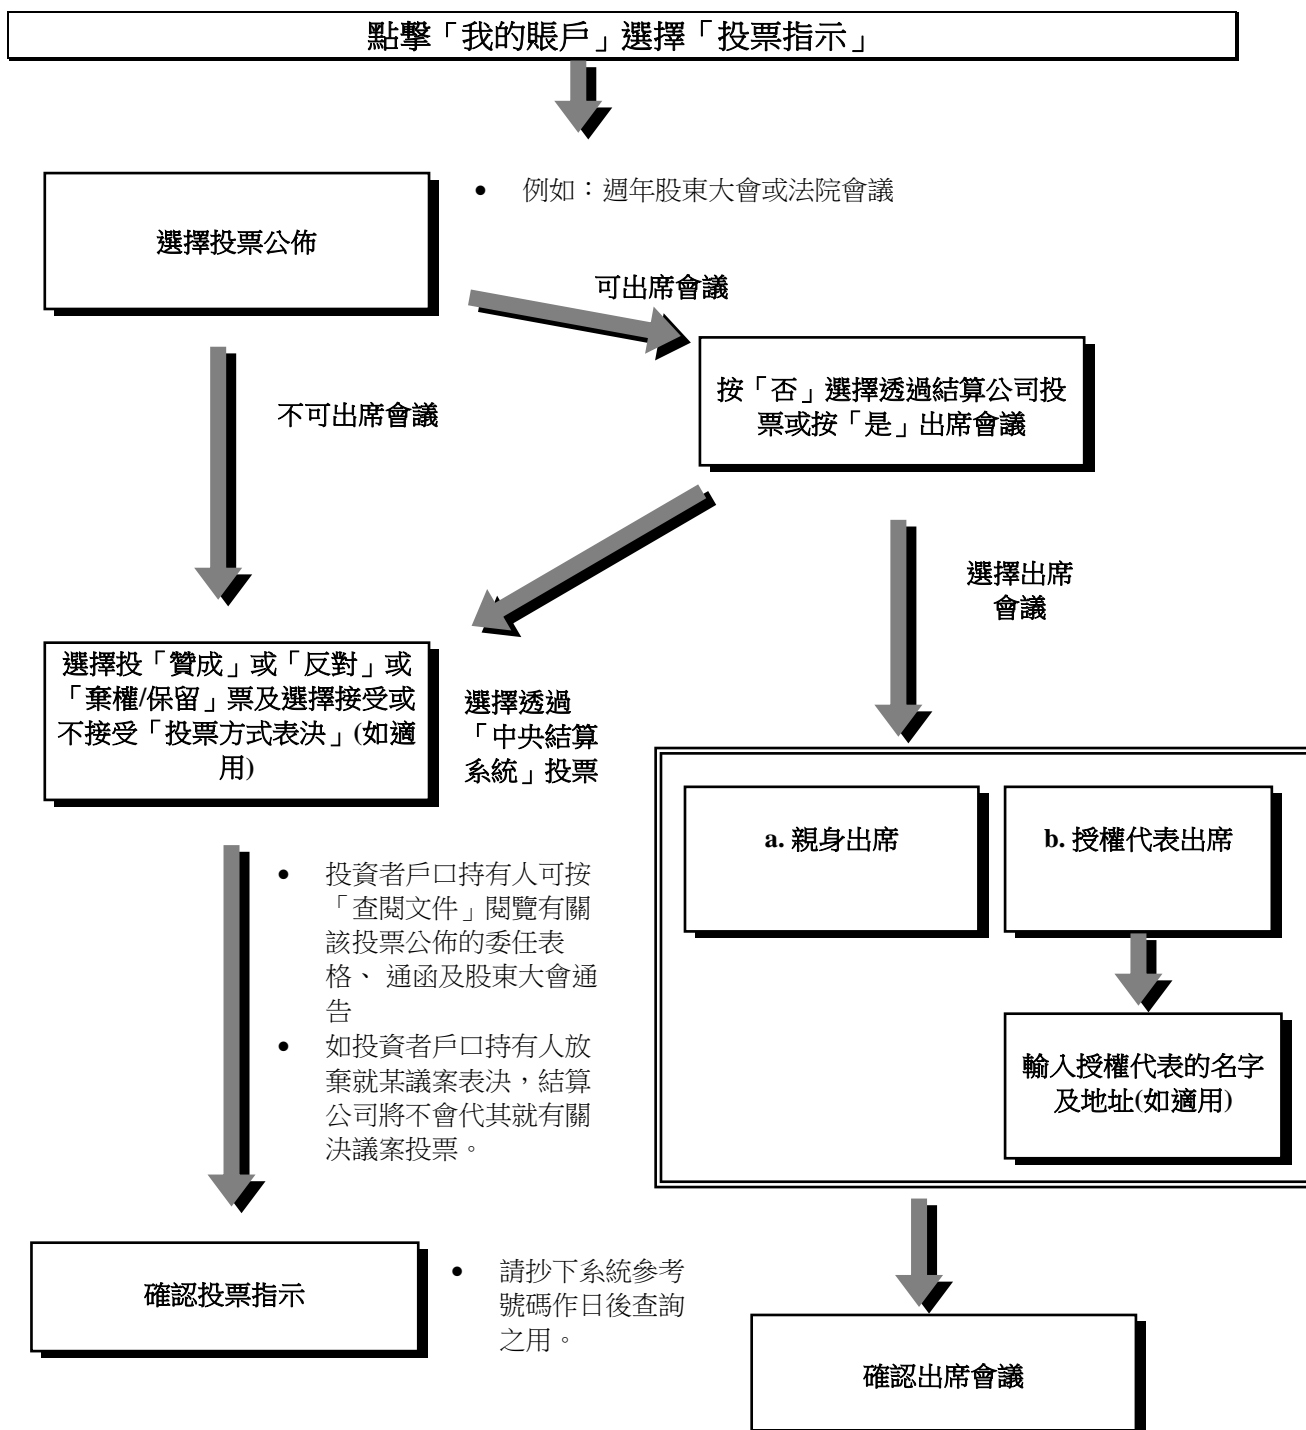 點擊「我的賬戶」選擇「投票指示」
選擇投票公佈
• 例如：週年股東大會或法院會議
可出席會議
不可出席會議
按「否」選擇透過結算公司投
票或按「是」出席會議
選擇出席
會議
選擇投「贊成」或「反對」或
「棄權/保留」票及選擇接受或
不接受「投票方式表決」(如適
用)
選擇透過
「中央結算
系統」投票
a. 親身出席
b. 授權代表出席
• 投資者戶口持有人可按
「查閱文件」閱覽有關
該投票公佈的委任表
格、 通函及股東大會通
告
• 如投資者戶口持有人放
棄就某議案表決，結算
公司將不會代其就有關
決議案投票。
輸入授權代表的名字
及地址(如適用)
確認投票指示
• 請抄下系統參考
號碼作日後查詢
之用。
確認出席會議